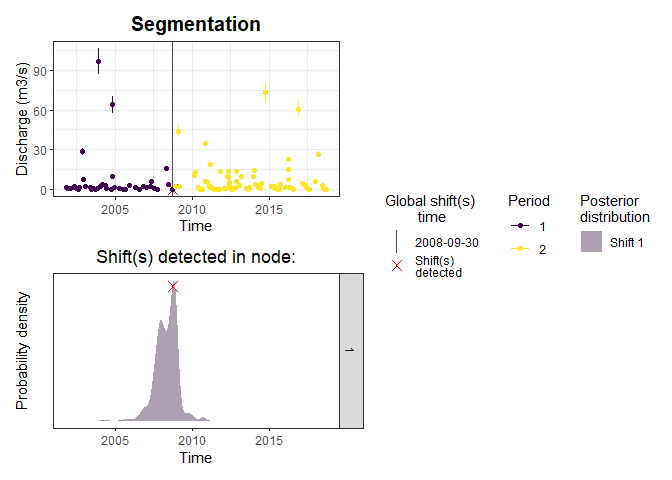 Segmentation
Discharge (m3/s)
90
60
30
0
2005 2010 2015
Time
Shift(s) detected in node:
Probability density
1
2005 2010 2015
Time
Global shift(s)
time
2008-09-30
Shift(s)
detected
Period
1
2
Posterior
distribution
Shift 1